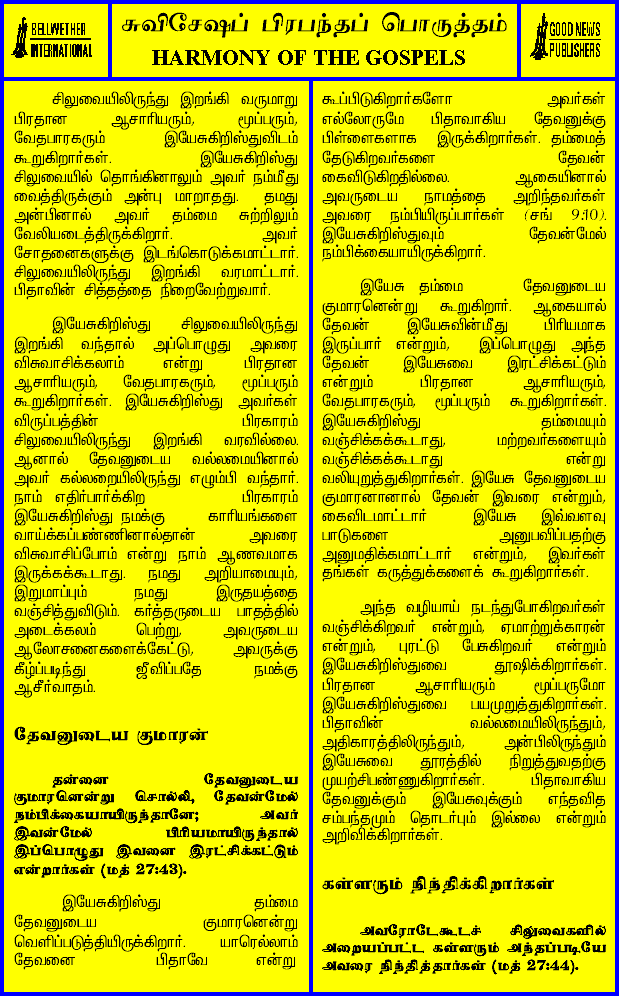 BELLWETHER
INTERNATIONAL
சுவிசேஷப் பிரபந்தப் பொருத்தம்
HARMONY OF THE GOSPELS
GOOD NEWS
PUBLISHERS
சிலுவையிலிருந்து இறங்கி வருமாறு
பிரதான ஆசாரியரும், மூப்பரும்,
வேதபாரகரும் இயேசுகிறிஸ்துவிடம்
கூறுகிறார்கள். இயேசுகிறிஸ்து
சிலுவையில் தொங்கினாலும் அவர் நம்மீது
வைத்திருக்கும் அன்பு மாறாதது. தமது
அன்பினால் அவர் தம்மை சுற்றிலும்
வேலியடைத்திருக்கிறார். அவர்
சோதனைகளுக்கு இடங்கொடுக்கமாட்டார்.
சிலுவையிலிருந்து இறங்கி வரமாட்டார்.
பிதாவின் சித்தத்தை நிறைவேற்றுவார்.
இயேசுகிறிஸ்து சிலுவையிலிருந்து
இறங்கி வந்தால் அப்பொழுது அவரை
விசுவாசிக்கலாம் என்று பிரதான
ஆசாரியரும், வேதபாரகரும், மூப்பரும்
கூறுகிறார்கள். இயேசுகிறிஸ்து அவர்கள்
விருப்பத்தின் பிரகாரம்
சிலுவையிலிருந்து இறங்கி வரவில்லை.
ஆனால் தேவனுடைய வல்லமையினால்
அவர் கல்லறையிலிருந்து எழும்பி வந்தார்.
நாம் எதிர்பார்க்கிற பிரகாரம்
இயேசுகிறிஸ்து நமக்கு காரியங்களை
வாய்க்கப்பண்ணினால்தான் அவரை
விசுவாசிப்போம் என்று நாம் ஆணவமாக
இருக்கக்கூடாது. நமது அறியாமையும்,
இறுமாப்பும் நமது இருதயத்தை
வஞ்சித்துவிடும். கர்த்தருடைய பாதத்தில்
அடைக்கலம் பெற்று, அவருடைய
ஆலோசனைகளைக்கேட்டு, அவருக்கு
கீழ்ப்படிந்து ஜீவிப்பதே நமக்கு
ஆசீர்வாதம்.
தேவனுடைய குமாரன்
தன்னை தேவனுடைய
குமாரனென்று சொல்லி, தேவன்மேல்
நம்பிக்கையாயிருந்தானே; அவர்
இவன்மேல் பிரியமாயிருந்தால்
இப்பொழுது இவனை இரட்சிக்கட்டும்
என்றார்கள் (மத் 27:43).
இயேசுகிறிஸ்து தம்மை
தேவனுடைய குமாரனென்று
வெளிப்படுத்தியிருக்கிறார். யாரெல்லாம்
தேவனை பிதாவே என்று
கூப்பிடுகிறார்களோ அவர்கள்
எல்லோருமே பிதாவாகிய தேவனுக்கு
பிள்ளைகளாக இருக்கிறார்கள். தம்மைத்
தேடுகிறவர்களை தேவன்
கைவிடுகிறதில்லை. ஆகையினால்
அவருடைய நாமத்தை அறிந்தவர்கள்
அவரை நம்பியிருப்பார்கள் (சங் 9:10).
இயேசுகிறிஸ்துவும் தேவன்மேல்
நம்பிக்கையாயிருக்கிறார்.
இயேசு தம்மை தேவனுடைய
குமாரனென்று கூறுகிறார். ஆகையால்
தேவன் இயேசுவின்மீது பிரியமாக
இருப்பார் என்றும், இப்பொழுது அந்த
தேவன் இயேசுவை இரட்சிக்கட்டும்
என்றும் பிரதான ஆசாரியரும்,
வேதபாரகரும், மூப்பரும் கூறுகிறார்கள்.
இயேசுகிறிஸ்து தம்மையும்
வஞ்சிக்கக்கூடாது, மற்றவர்களையும்
வஞ்சிக்கக்கூடாது என்று
வலியுறுத்துகிறார்கள். இயேசு தேவனுடைய
குமாரனானால் தேவன் இவரை என்றும்,
கைவிடமாட்டார் இயேசு இவ்வளவு
பாடுகளை அனுபவிப்பதற்கு
அனுமதிக்கமாட்டார் என்றும், இவர்கள்
தங்கள் கருத்துக்களைக் கூறுகிறார்கள்.
அந்த வழியாய் நடந்துபோகிறவர்கள்
வஞ்சிக்கிறவர் என்றும், ஏமாற்றுக்காரன்
என்றும், புரட்டு பேசுகிறவர் என்றும்
இயேசுகிறிஸ்துவை தூஷிக்கிறார்கள்.
பிரதான ஆசாரியரும் மூப்பருமோ
இயேசுகிறிஸ்துவை பயமுறுத்துகிறார்கள்.
பிதாவின் வல்லமையிலிருந்தும்,
அதிகாரத்திலிருந்தும், அன்பிலிருந்தும்
இயேசுவை தூரத்தில் நிறுத்துவதற்கு
முயற்சிபண்ணுகிறார்கள். பிதாவாகிய
தேவனுக்கும் இயேசுவுக்கும் எந்தவித
சம்பந்தமும் தொடர்பும் இல்லை என்றும்
அறிவிக்கிறார்கள்.
கள்ளரும் நிந்திக்கிறார்கள்
அவரோடேகூடச் சிலுவைகளில்
அறையப்பட்ட கள்ளரும் அந்தப்படியே
அவரை நிந்தித்தார்கள் (மத் 27:44).